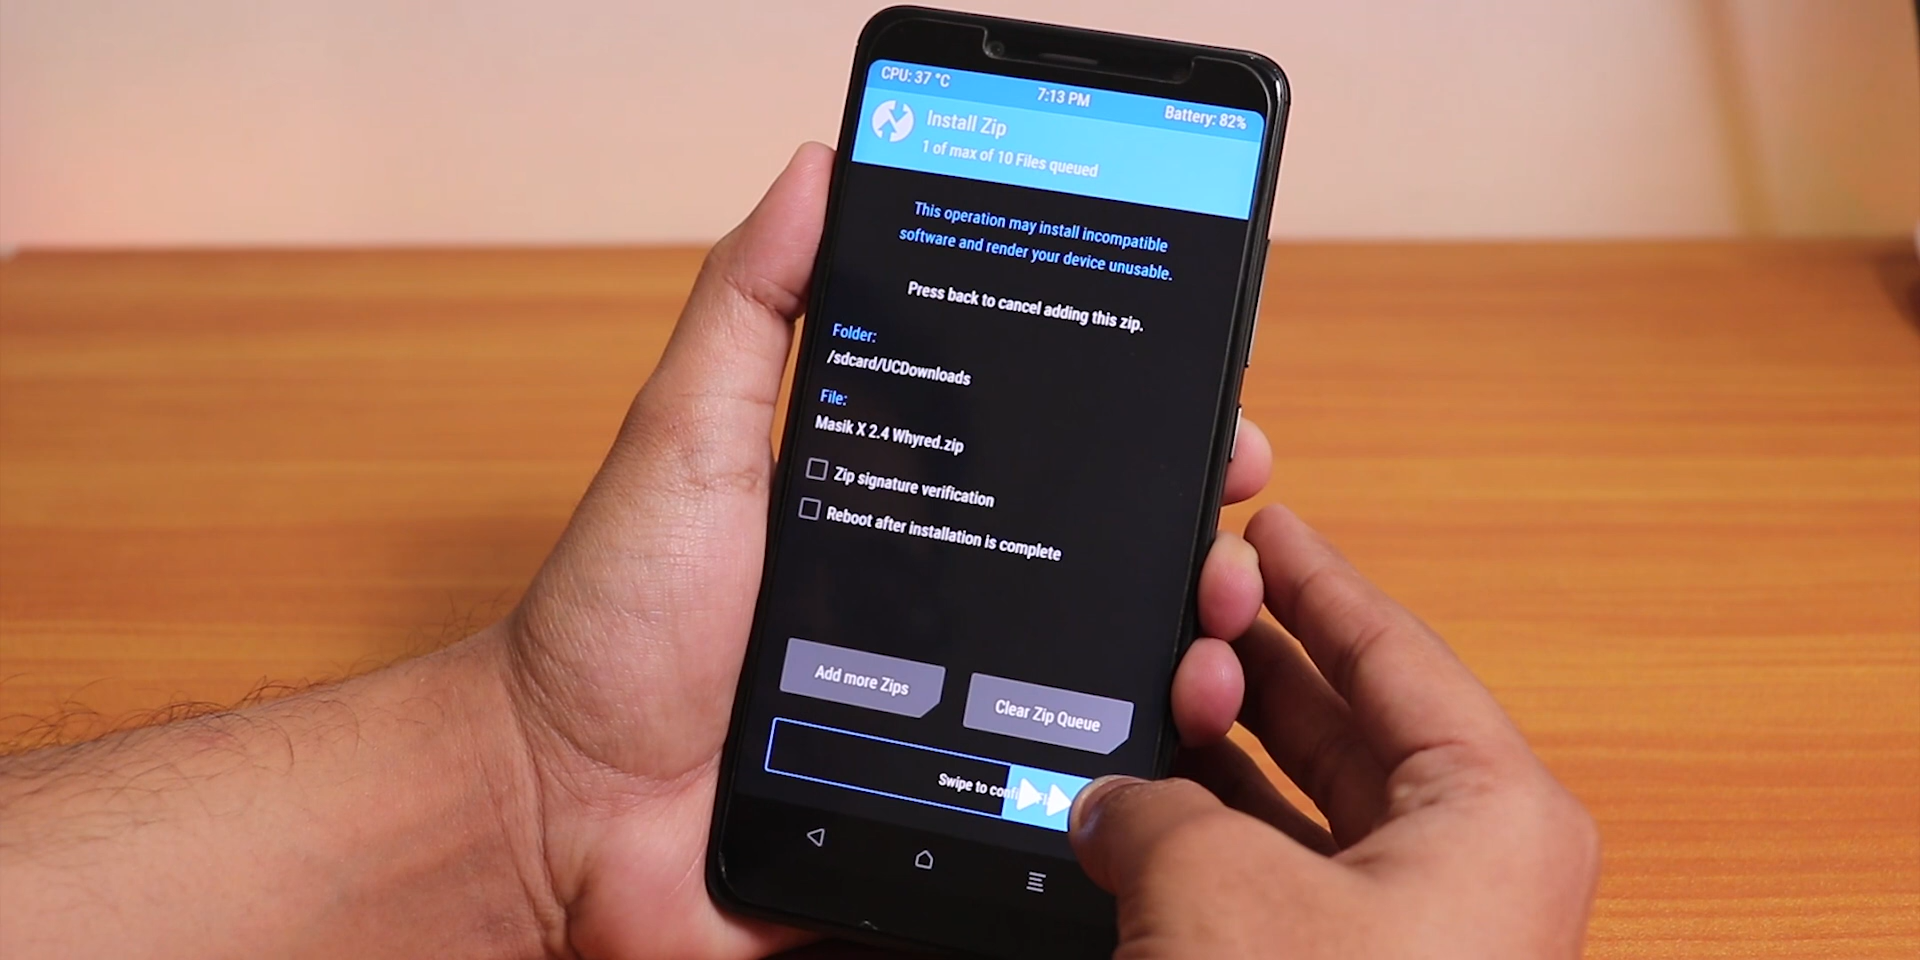 CPU: 37 °C
7:13 PM
Battery: 82%
Install Zip
1 of max of 10 Files queued
This operation may install incompatible
software and render your device unusable.
Press back to cancel adding this zip.
Folder:
/sdcard/UCDownloads
File:
Masik X 2.4 Whyred.zip
Zip signature verification
Reboot after installation is complete
Add more Zips
Clear Zip Queue
Swipe to